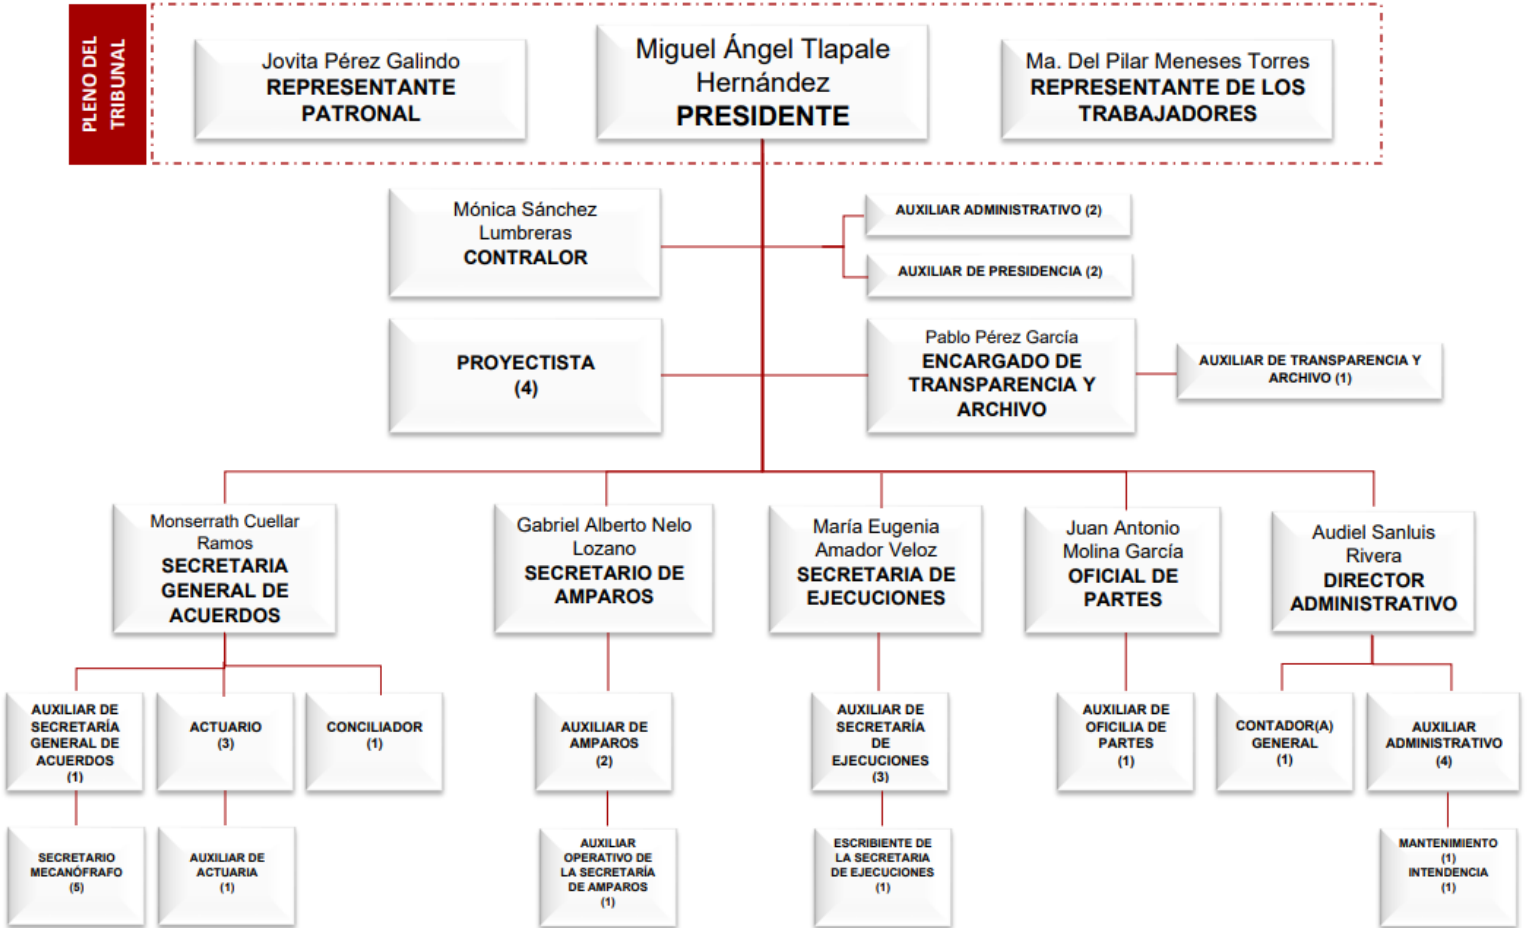 PLENO DEL
TRIBUNAL
Jovita Pérez Galindo
REPRESENTANTE
PATRONAL
Miguel Ángel Tlapale
Hernández
PRESIDENTE
Ma. Del Pilar Meneses Torres
REPRESENTANTE DE LOS
TRABAJADORES
Mónica Sánchez
Lumbreras
CONTRALOR
AUXILIAR ADMINISTRATIVO (2)
AUXILIAR DE PRESIDENCIA (2)
PROYECTISTA
(4)
Pablo Pérez García
ENCARGADO DE
TRANSPARENCIA Y
ARCHIVO
AUXILIAR DE TRANSPARENCIA Y
ARCHIVO (1)
Monserrath Cuellar
Ramos
SECRETARIA
GENERAL DE
ACUERDOS
Gabriel Alberto Nelo
Lozano
SECRETARIO DE
AMPAROS
María Eugenia
Amador Veloz
SECRETARIA DE
EJECUCIONES
Juan Antonio
Molina García
OFICIAL DE
PARTES
Audiel Sanluis
Rivera
DIRECTOR
ADMINISTRATIVO
AUXILIAR DE
SECRETARÍA
GENERAL DE
ACUERDOS
(1)
ACTUARIO
(3)
CONCILIADOR
(1)
AUXILIAR DE
AMPAROS
(2)
AUXILIAR DE
SECRETARÍA
DE
EJECUCIONES
(3)
AUXILIAR DE
OFICILIA DE
PARTES
(1)
CONTADOR(A)
GENERAL
(1)
AUXILIAR
ADMINISTRATIVO
(4)
SECRETARIO
MECANÓFRAFO
(5)
AUXILIAR DE
ACTUARIA
(1)
AUXILIAR
OPERATIVO DE
LA SECRETARÍA
DE AMPAROS
(1)
ESCRIBIENTE DE
LA SECRETARIA
DE EJECUCIONES
(1)
MANTENIMIENTO
(1)
INTENDENCIA
(1)